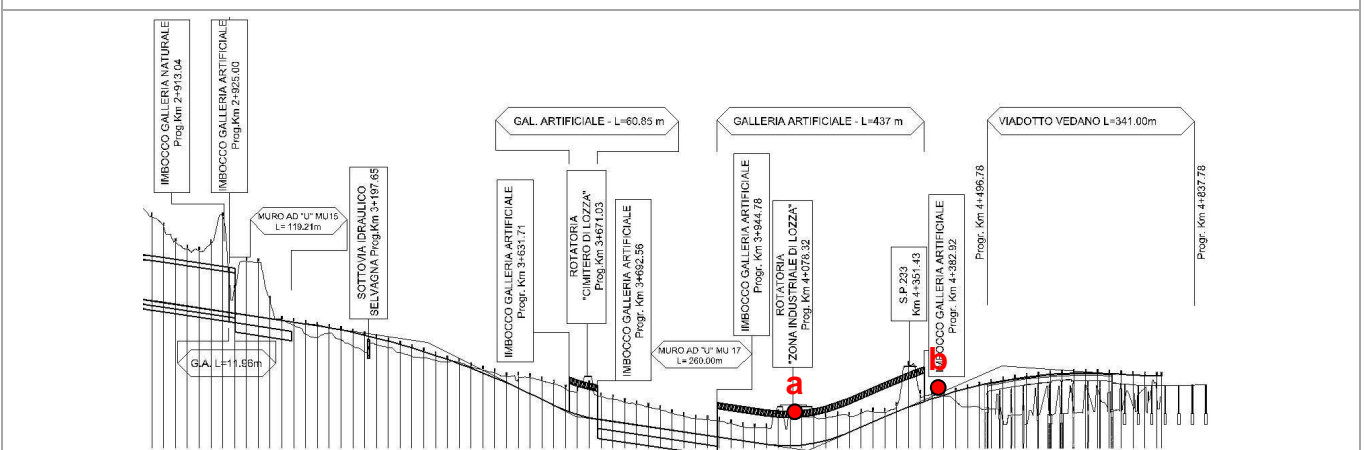 IMBOCCO GALLERIA NATURALE
Prog.Km 2+913.04
IMBOCCO GALLERIA ARTIFICIALE
Prog.Km 2+925.00
MURO AD "U" MU15
L= 119.21m
G.A. L=11.96m
SOTTOVIA IDRAULICO
SELVAGNA Prog.Km 3+197.65
GAL. ARTIFICIALE - L=60.85 m
IMBOCCO GALLERIA ARTIFICIALE
Progr. Km 3+631.71
ROTATORIA
"CIMITERO DI LOZZA"
Prog.Km 3+671.03
IMBOCCO GALLERIA ARTIFICIALE
Progr. Km 3+692.56
MURO AD "U" MU 17
L= 260.00m
GALLERIA ARTIFICIALE - L=437 m
IMBOCCO GALLERIA ARTIFICIALE
Progr. Km 3+944.78
ROTATORIA
"ZONA INDUSTRIALE DI LOZZA"
Prog. Km 4+078.32
a
S.P.233
Km 4+351.43
IMBOCCO GALLERIA ARTIFICIALE
Progr. Km 4+382.92
b
VIADOTTO VEDANO L=341.00m
Progr. Km 4+496.78
Progr. Km 4+837.78